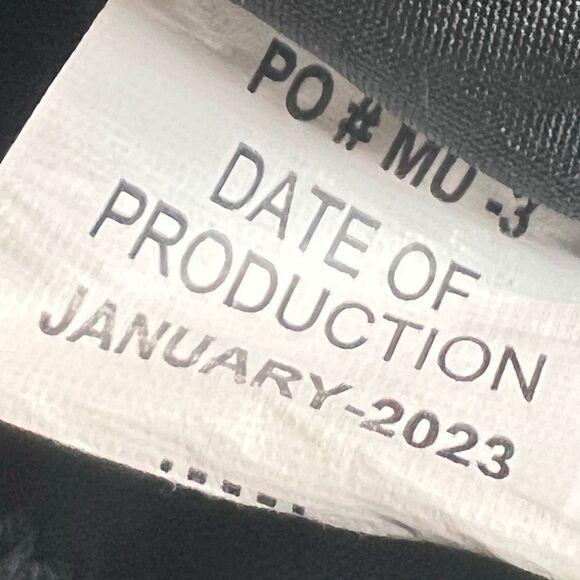 PO # MU -3
DATE OF
PRODUCTION
JANUARY-2023